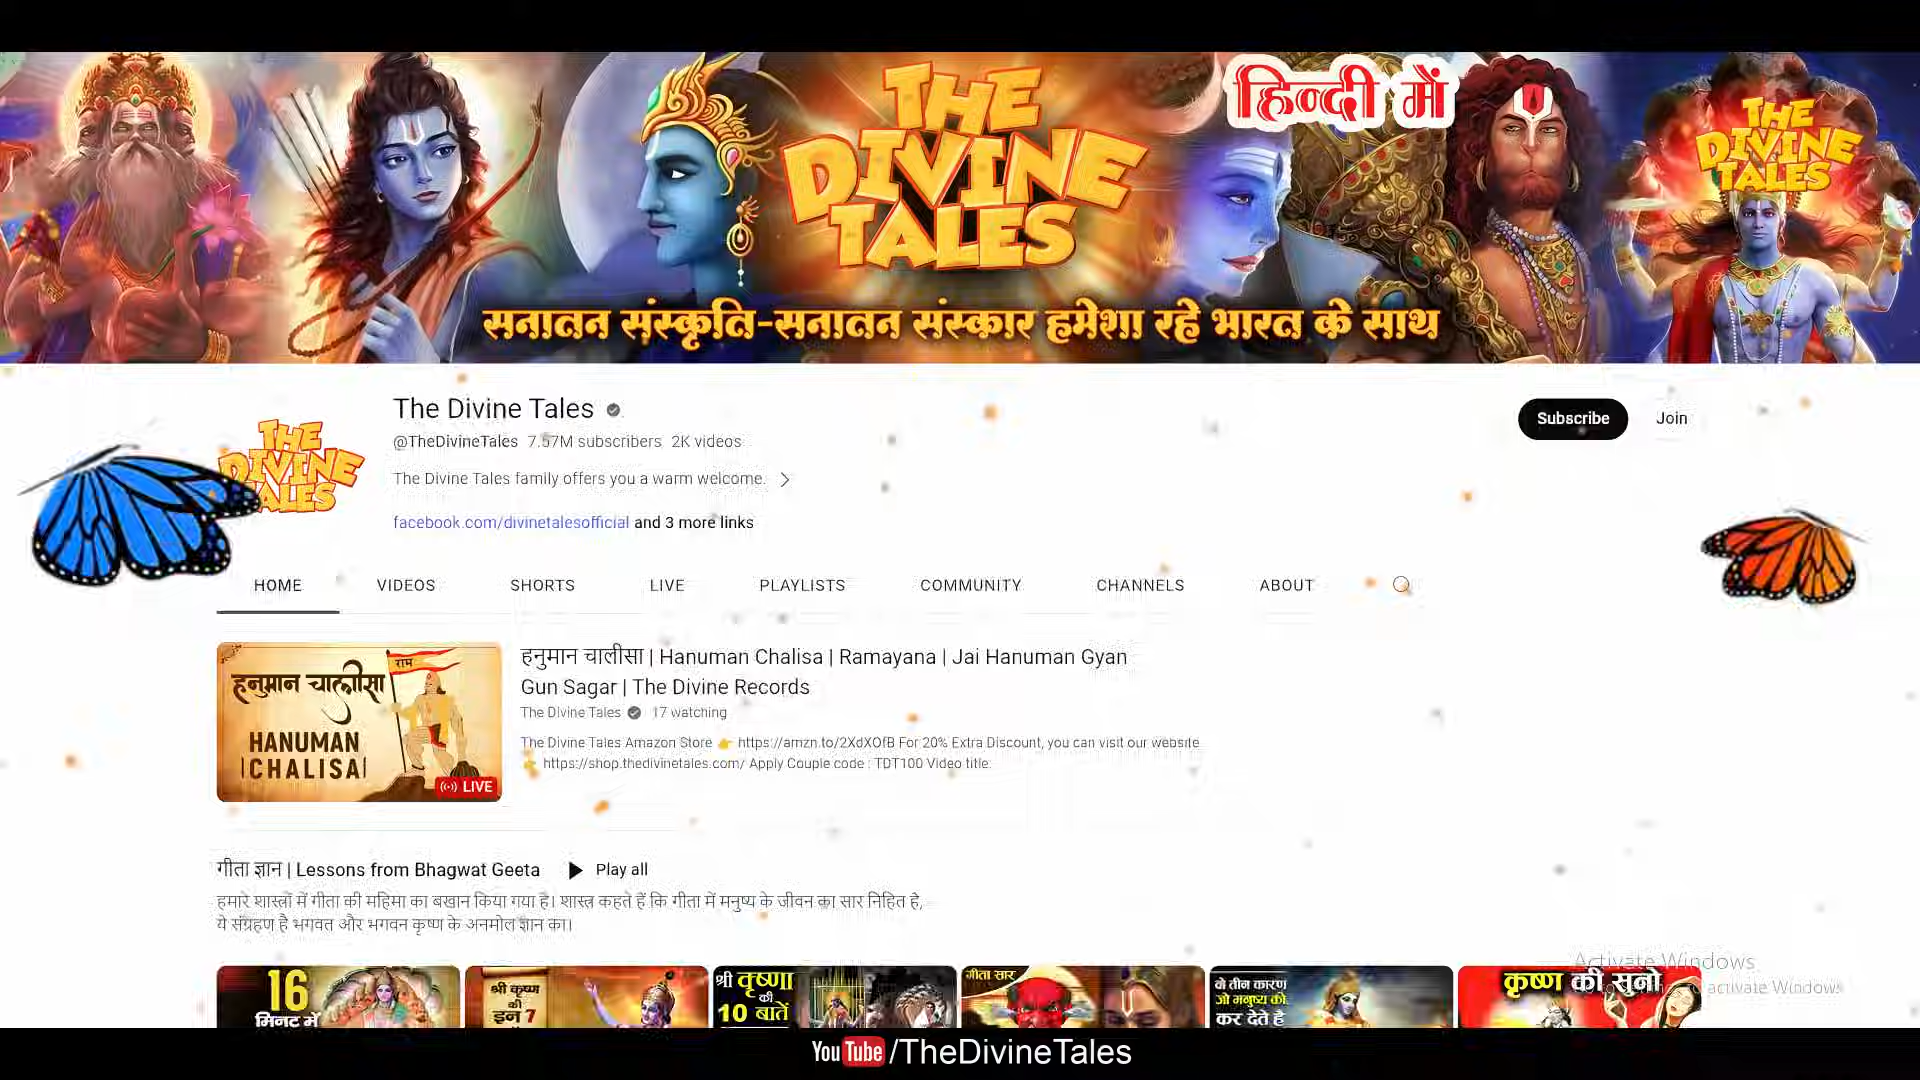 THE
DIVINE
TALES
हिन्दी में
THE
DIVINE
TALES
सनातन संस्कृति-सनातन संस्कार हमेशा रहे भारत के साथ
THE
DIVINE
TALES
The Divine Tales
@TheDivineTales 7.57M subscribers 2K videos
The Divine Tales family offers you a warm welcome.
facebook.com/divinetalesofficial and 3 more links
Subscribe
Join
HOME VIDEOS SHORTS LIVE PLAYLISTS COMMUNITY CHANNELS ABOUT
राम
हनुमान चालीसा
HANUMAN
CHALISA
LIVE
हनुमान चालीसा | Hanuman Chalisa | Ramayana | Jai Hanuman Gyan
Gun Sagar | The Divine Records
The Divine Tales 17 watching
The Divine Tales Amazon Store 👉 https://amzn.to/2XdXOfB For 20% Extra Discount, you can visit our website
👉 https://shop.thedivinetales.com/ Apply Couple code : TDT100 Video title:
गीता ज्ञान | Lessons from Bhagwat Geeta Play all
हमारे शास्त्रों में गीता की महिमा का बखान किया गया है। शास्त्र कहते हैं कि गीता में मनुष्य के जीवन का सार निहित है,
ये संग्रहण है भगवत और भगवन कृष्ण के अनमोल ज्ञान का।
16
मिनट में
श्री कृष्ण
की
इन 7
श्री कृष्णा
की
10 बातें
गीता सार
वो तीन कारण
जो मनुष्य को
कर देते है
कृष्ण की सुनो
Activate Windows
activate Windows
YouTube/TheDivineTales